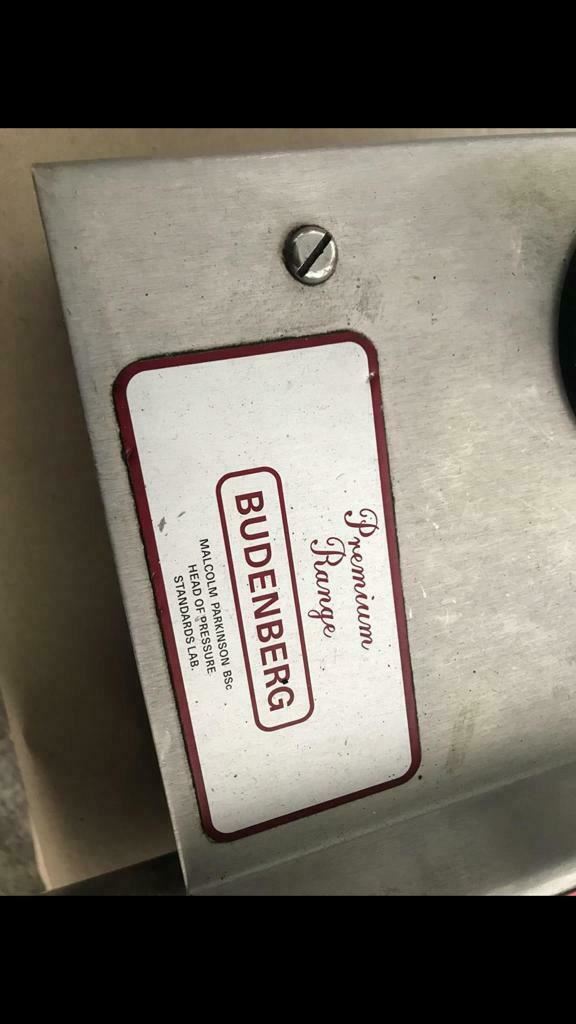 Premium
Range
BUDENBERG
MALCOLM PARKINSON BSc
HEAD OF PRESSURE
STANDARDS LAB.